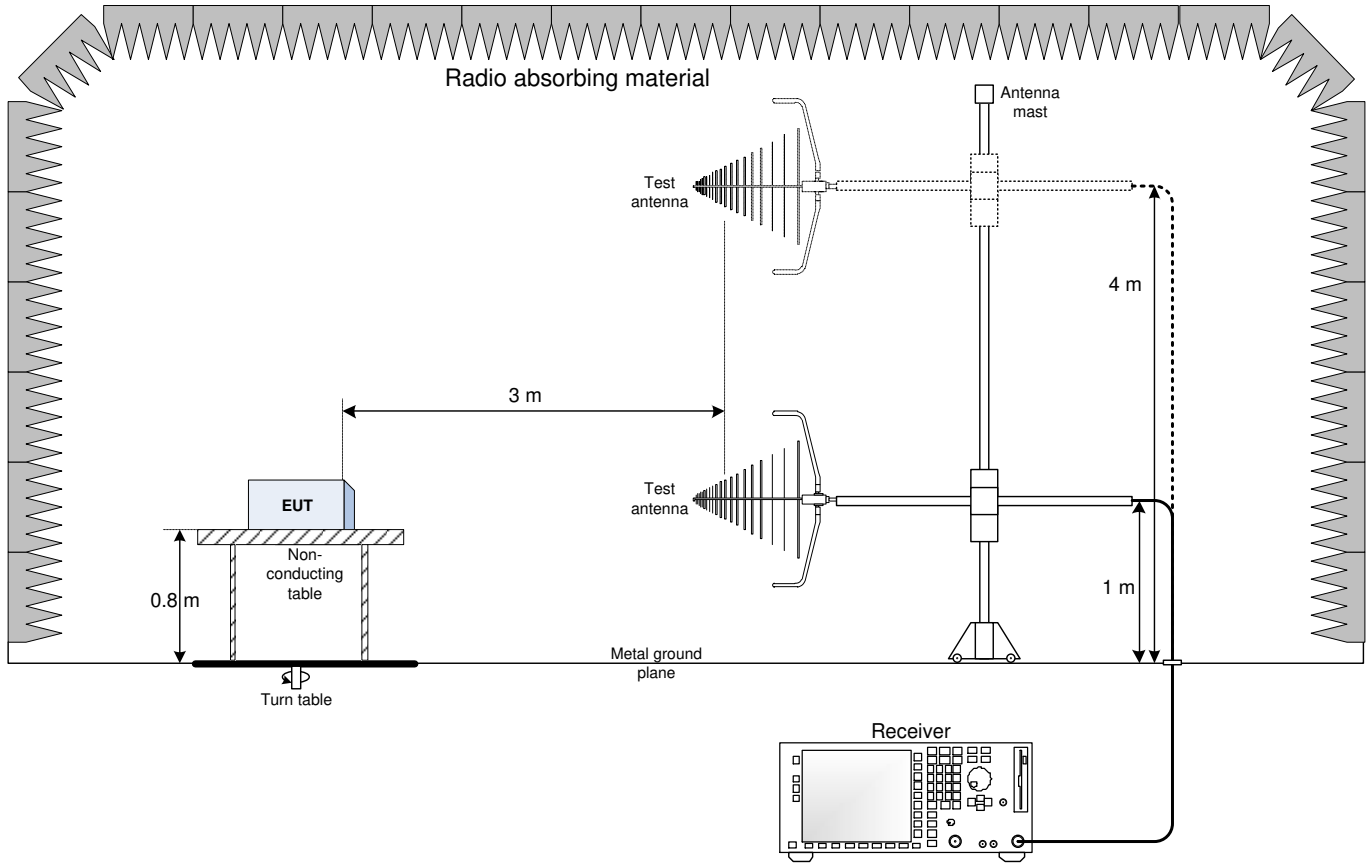 Radio absorbing material
Antenna
mast
Test
antenna
4 m
3 m
Test
antenna
EUT
Non-
conducting
table
0.8 m
1 m
Metal ground
plane
Turn table
Receiver